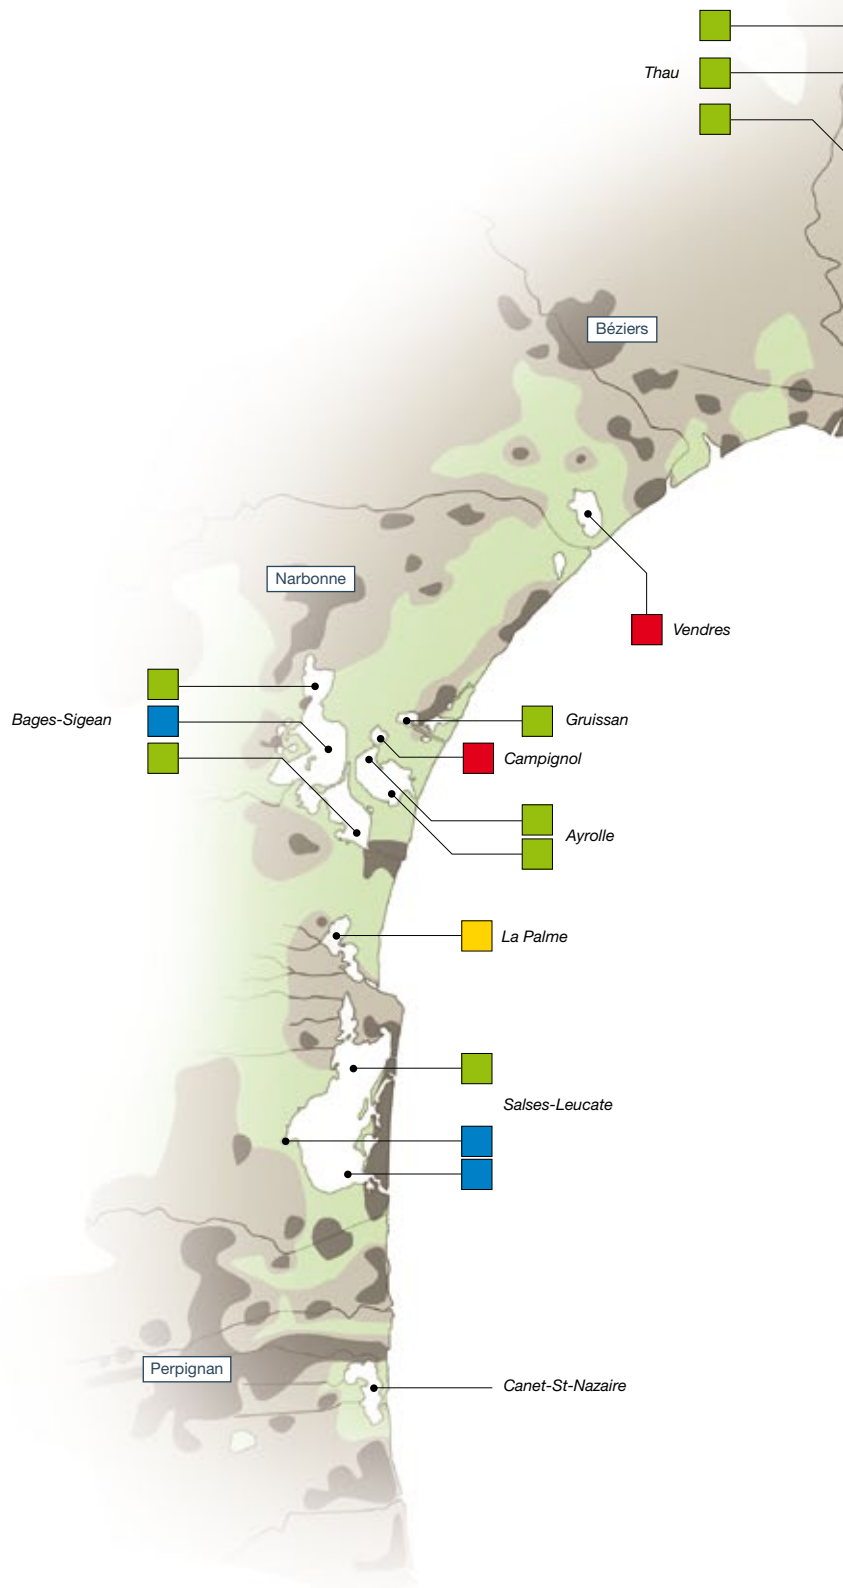 Thau
Béziers
Narbonne
Vendres
Bages-Sigean
Gruissan
Campignol
Ayrolle
La Palme
Salses-Leucate
Perpignan
Canet-St-Nazaire